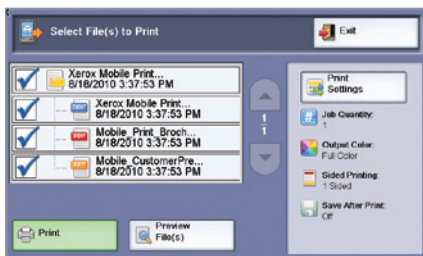 Select File(s) to Print
Exit
Xerox Mobile Print...
8/18/2010 3:37:53 PM
Xerox Mobile Print...
8/18/2010 3:37:53 PM
Mobile_Print_Broch...
8/18/2010 3:37:53 PM
Mobile_CustomerPre...
8/18/2010 3:37:53 PM
1
1
Print
Settings
Job Quantity:
1
Output Color:
Full Color
Sided Printing:
1 Sided
Save After Print:
Off
Print
Preview
File(s)